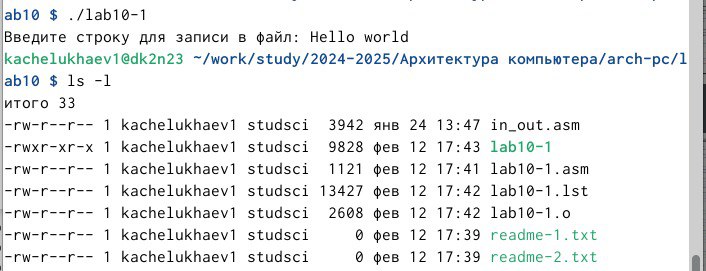 ab10 $ ./lab10-1
Введите строку для записи в файл: Hello world
kachelukhaev1@dk2n23 ~/work/study/2024-2025/Архитектура компьютера/arch-pc/l
ab10 $ ls -l
итого 33
-rw-r--r-- 1 kachelukhaev1 studsci  3942 янв 24 13:47 in_out.asm
-rwxr-xr-x 1 kachelukhaev1 studsci  9828 фев 12 17:43 lab10-1
-rw-r--r-- 1 kachelukhaev1 studsci  1121 фев 12 17:41 lab10-1.asm
-rw-r--r-- 1 kachelukhaev1 studsci 13427 фев 12 17:42 lab10-1.lst
-rw-r--r-- 1 kachelukhaev1 studsci  2608 фев 12 17:42 lab10-1.o
-rw-r--r-- 1 kachelukhaev1 studsci     0 фев 12 17:39 readme-1.txt
-rw-r--r-- 1 kachelukhaev1 studsci     0 фев 12 17:39 readme-2.txt